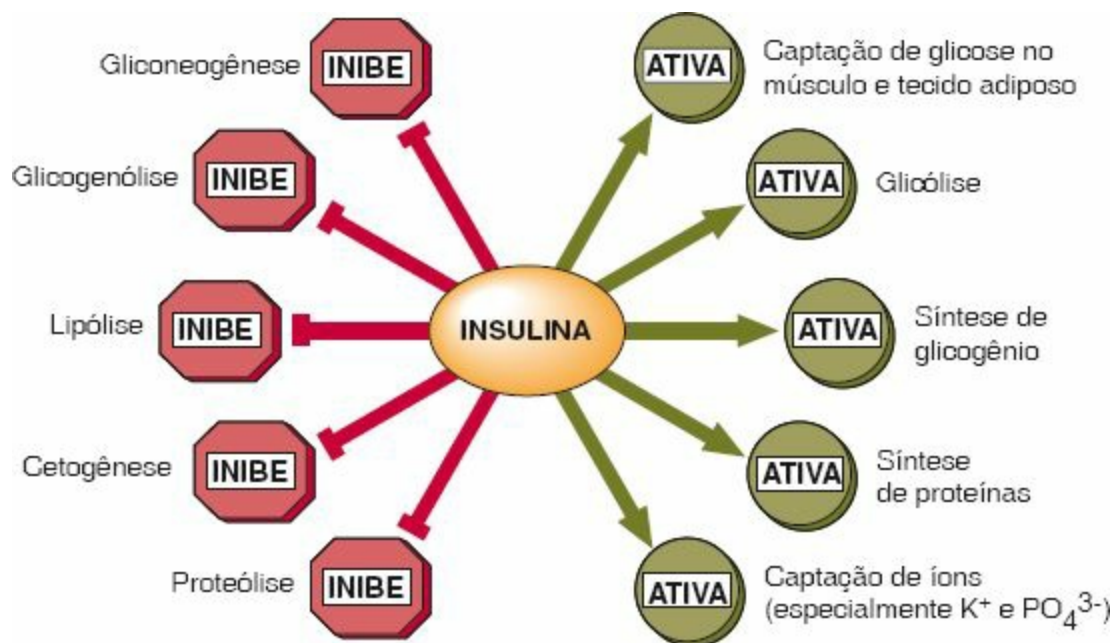 Gliconeogênese
INIBE
Glicogenólise
INIBE
Lipólise
INIBE
Cetogênese
INIBE
Proteólise
INIBE
INSULINA
ATIVA
Captação de glicose no
músculo e tecido adiposo
ATIVA
Glicólise
ATIVA
Síntese de
glicogênio
ATIVA
Síntese
de proteínas
ATIVA
Captação de íons
(especialmente K⁺ e PO₄³⁻)